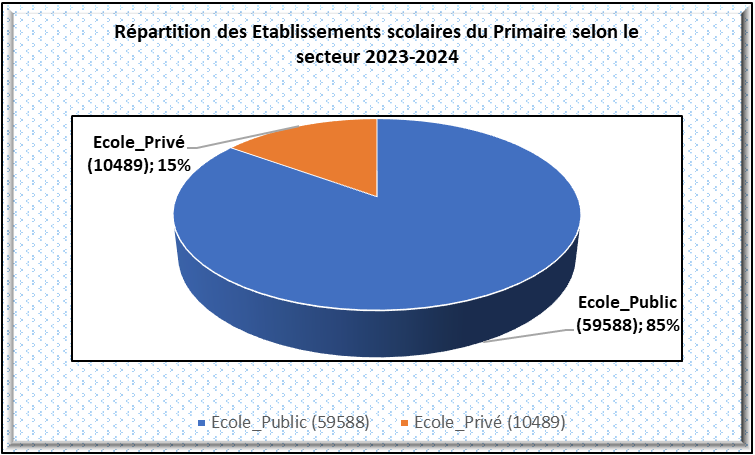 Répartition des Etablissements scolaires du Primaire selon le
secteur 2023-2024
Ecole_Privé
(10489); 15%
Ecole_Public
(59588); 85%
Ecole_Public (59588)
Ecole_Privé (10489)